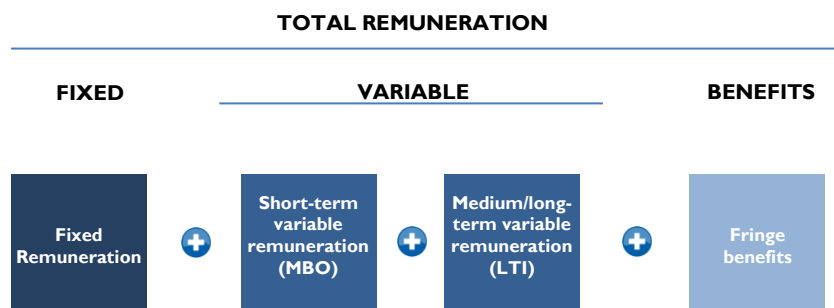 TOTAL REMUNERATION
FIXED
VARIABLE
BENEFITS
Fixed
Remuneration
Short-term
variable
remuneration
(MBO)
Medium/long-
term variable
remuneration
(LTI)
Fringe
benefits